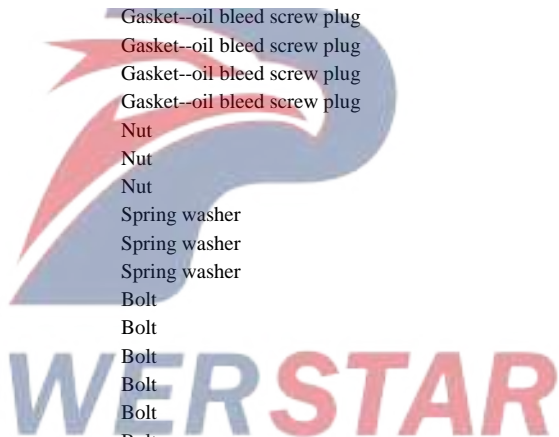 Gasket--oil bleed screw plug
Gasket--oil bleed screw plug
Gasket--oil bleed screw plug
Gasket--oil bleed screw plug
Nut
Nut
Nut
Spring washer
Spring washer
Spring washer
Bolt
Bolt
Bolt
Bolt
Bolt
Bolt
WERSTAR